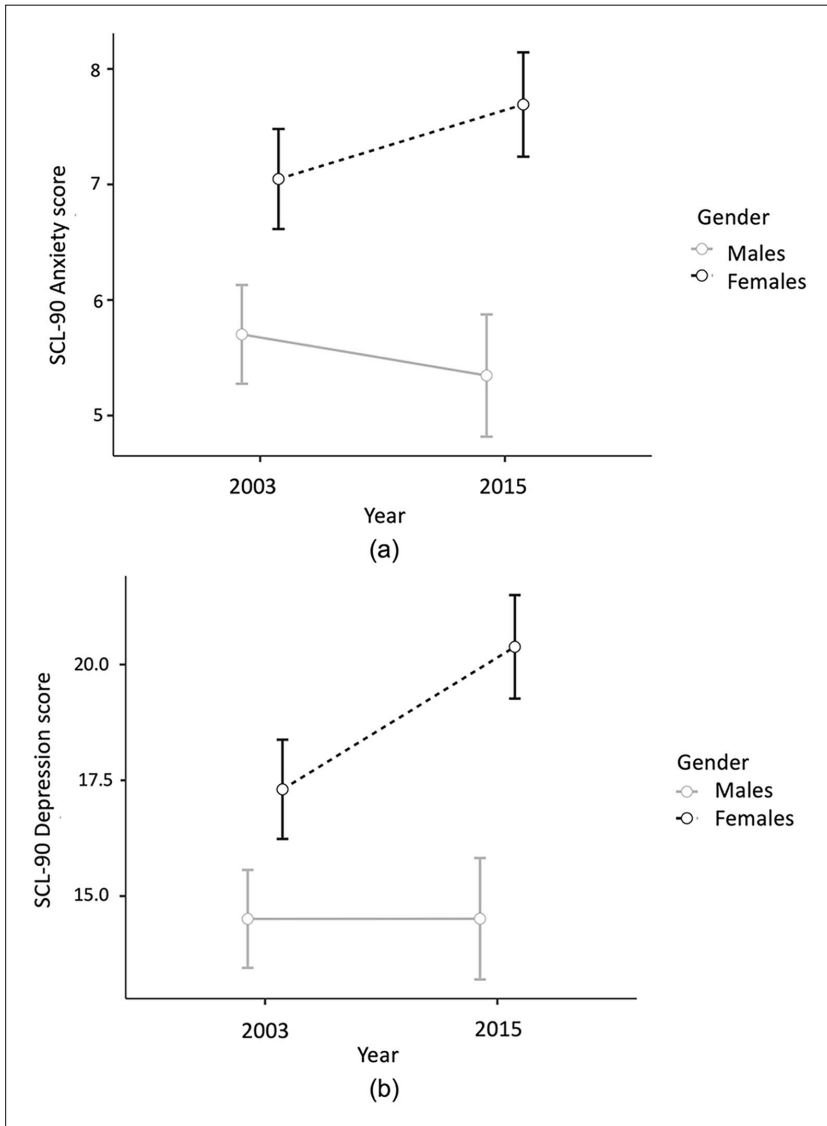 8
7
6
5
SCL-90 Anxiety score
2003
2015
Year
Gender
Males
Females
(a)
20.0
17.5
15.0
SCL-90 Depression score
2003
2015
Year
Gender
Males
Females
(b)